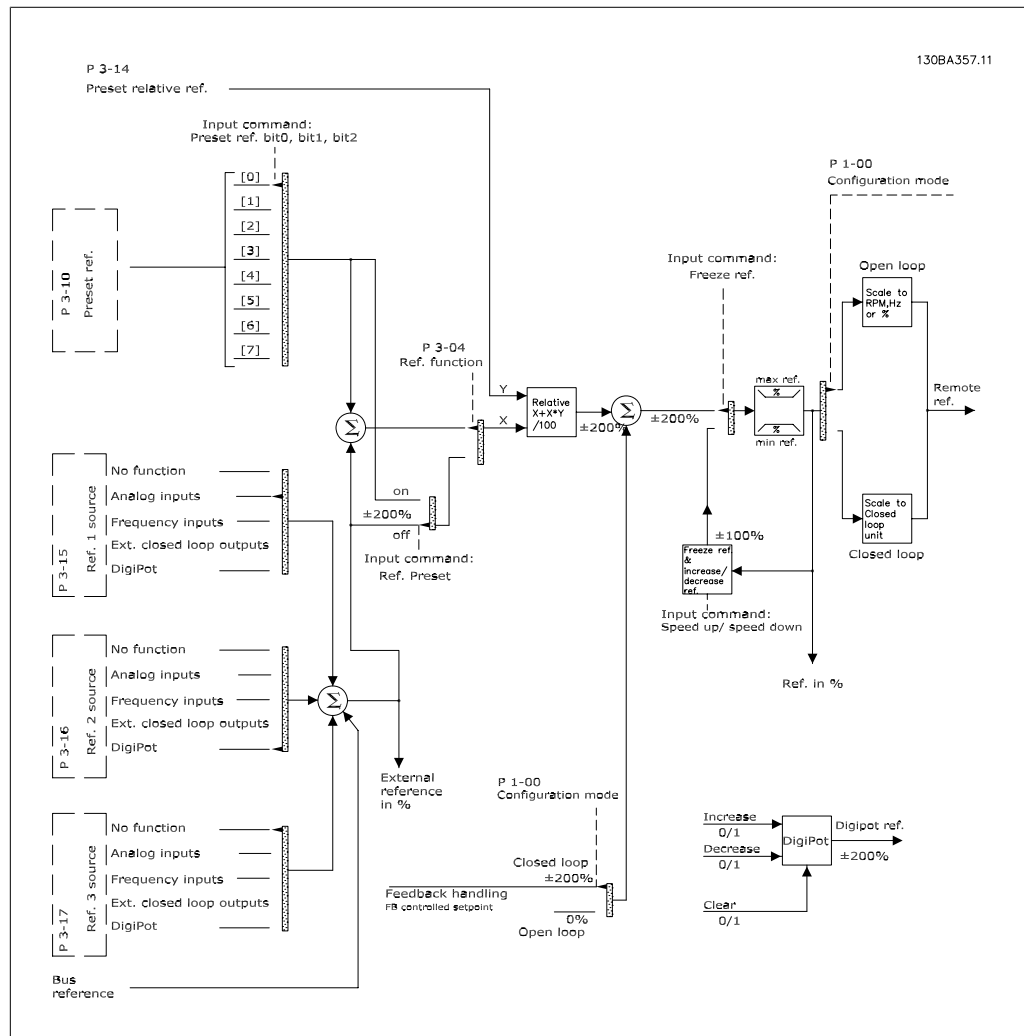 130BA357.11
P 3-14
Preset relative ref.
Input command:
Preset ref. bit0, bit1, bit2
P 1-00
Configuration mode
[0]
[1]
[2]
[3]
[4]
[5]
[6]
[7]
P 3-10
Preset ref.
Input command:
Freeze ref.
Open loop
Scale to
RPM,Hz
or %
P 3-04
Ref. function
max ref.
%
%
min ref.
Remote
ref.
Y
X
Relative
X+X*Y
/100
±200%
Σ
±200%
Σ
on
±200%
off
Input command:
Ref. Preset
±100%
Freeze ref.
&
increase/
decrease
ref.
Input command:
Speed up/ speed down
Scale to
Closed
loop
unit
Closed loop
Ref. in %
P 3-15
Ref. 1 source
No function
Analog inputs
Frequency inputs
Ext. closed loop outputs
DigiPot
P 3-16
Ref. 2 source
No function
Analog inputs
Frequency inputs
Ext. closed loop outputs
DigiPot
Σ
External
reference
in %
P 3-17
Ref. 3 source
No function
Analog inputs
Frequency inputs
Ext. closed loop outputs
DigiPot
Bus
reference
P 1-00
Configuration mode
Closed loop
±200%
Feedback handling
FB controlled setpoint
0%
Open loop
Increase
0/1
Decrease
0/1
Clear
0/1
DigiPot
Digipot ref.
±200%